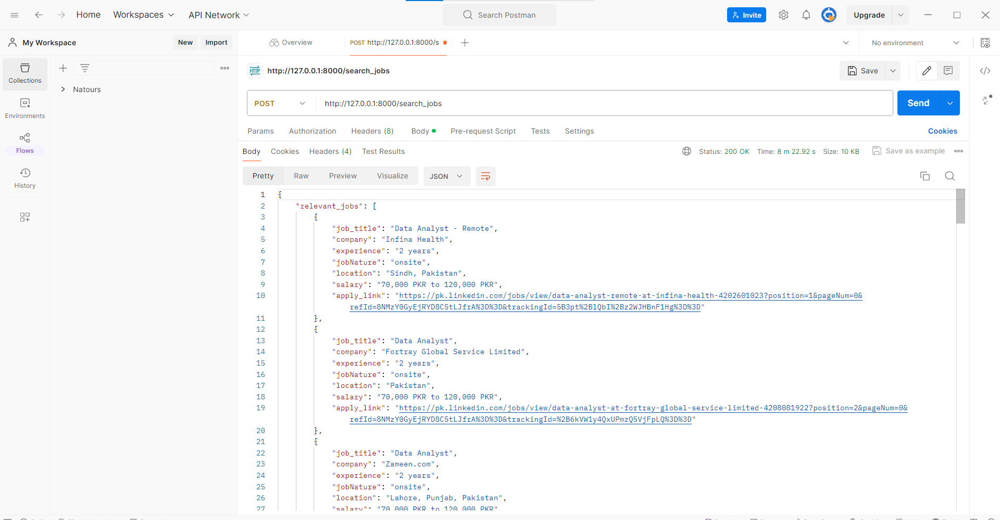 Home
Workspaces
API Network
Search Postman
Invite
Upgrade
My Workspace
New
Import
Overview
POST http://127.0.0.1:8000/s
No environment
Collections
Natours
Environments
Flows
History
HTTP
http://127.0.0.1:8000/search_jobs
Save
POST
http://127.0.0.1:8000/search_jobs
Send
Params
Authorization
Headers (8)
Body
Pre-request Script
Tests
Settings
Cookies
Body
Cookies
Headers (4)
Test Results
Status: 200 OK
Time: 8 m 22.92 s
Size: 10 KB
Save as example
Pretty
Raw
Preview
Visualize
JSON
1 {
2 "relevant_jobs": [
3 {
4 "job_title": "Data Analyst - Remote",
5 "company": "Infina Health",
6 "experience": "2 years",
7 "jobNature": "onsite",
8 "location": "Sindh, Pakistan",
9 "salary": "70,000 PKR to 120,000 PKR",
10 "apply_link": "https://pk.linkedin.com/jobs/view/data-analyst-remote-at-infina-health-4202601023?position=1&pageNum=0&
refId=8NMzY0GyEjRYD8C5tLJfrA%3D%3D&trackingId=5B3pt%2BlQbI%2Bz2WJHBnF1Hg%3D%3D"
11 },
12 {
13 "job_title": "Data Analyst",
14 "company": "Fortray Global Service Limited",
15 "experience": "2 years",
16 "jobNature": "onsite",
17 "location": "Pakistan",
18 "salary": "70,000 PKR to 120,000 PKR",
19 "apply_link": "https://pk.linkedin.com/jobs/view/data-analyst-at-fortray-global-service-limited-4208081922?position=2&pageNum=0&
refId=8NMzY0GyEjRYD8C5tLJfrA%3D%3D&trackingId=%2B6kVW1y4QxUPmzQ5VjFpLQ%3D%3D"
20 },
21 {
22 "job_title": "Data Analyst",
23 "company": "Zameen.com",
24 "experience": "2 years",
25 "jobNature": "onsite",
26 "location": "Lahore, Punjab, Pakistan",
27 "salary": "70,000 PKR to 120,000 PKR"